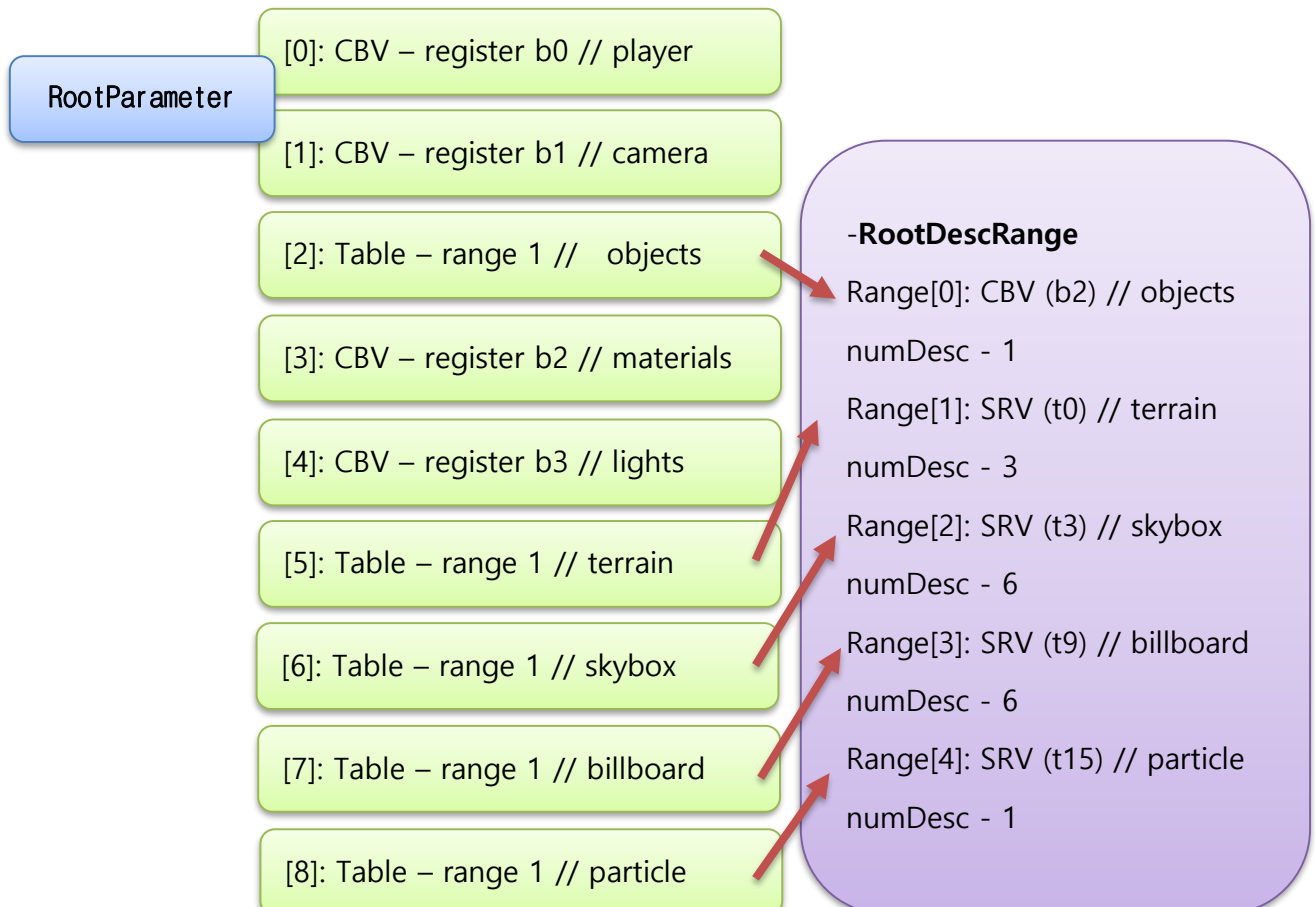 RootParameter
[0]: CBV – register b0 // player
[1]: CBV – register b1 // camera
[2]: Table – range 1 // objects
[3]: CBV – register b2 // materials
[4]: CBV – register b3 // lights
[5]: Table – range 1 // terrain
[6]: Table – range 1 // skybox
[7]: Table – range 1 // billboard
[8]: Table – range 1 // particle
-RootDescRange
Range[0]: CBV (b2) // objects
numDesc - 1
Range[1]: SRV (t0) // terrain
numDesc - 3
Range[2]: SRV (t3) // skybox
numDesc - 6
Range[3]: SRV (t9) // billboard
numDesc - 6
Range[4]: SRV (t15) // particle
numDesc - 1